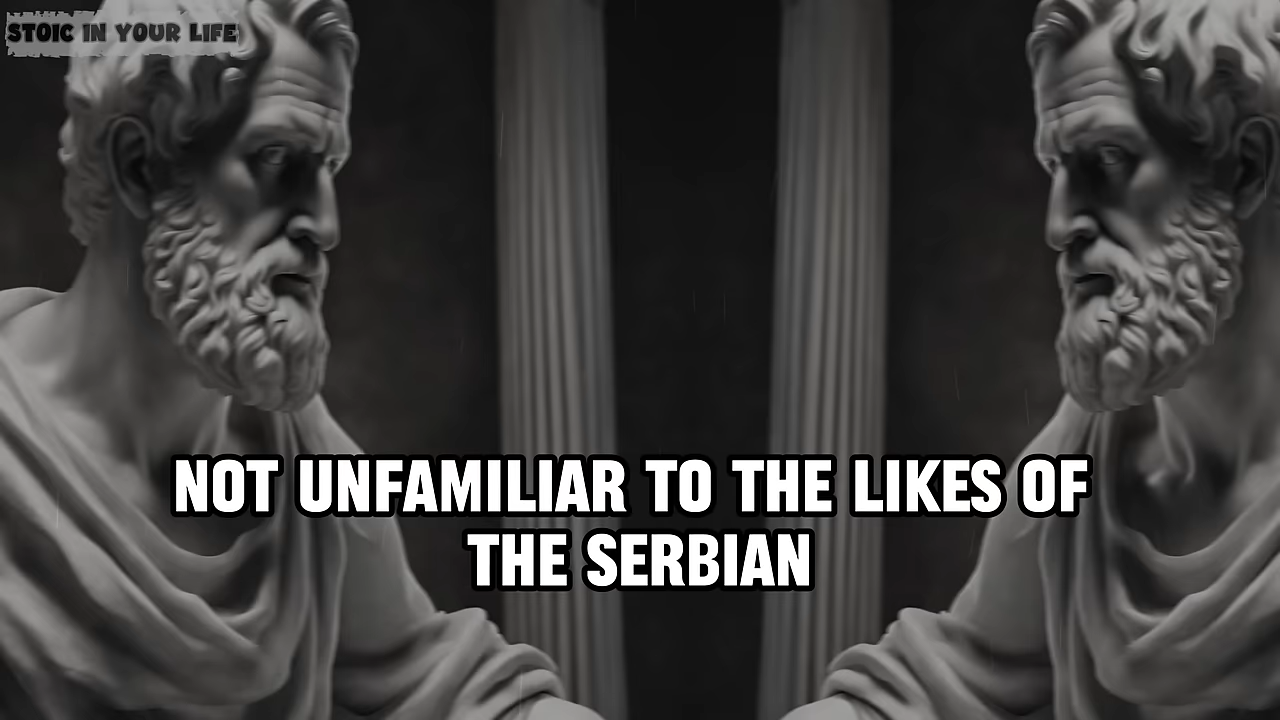 STOIC IN YOUR LIFE
NOT UNFAMILIAR TO THE LIKES OF
THE SERBIAN